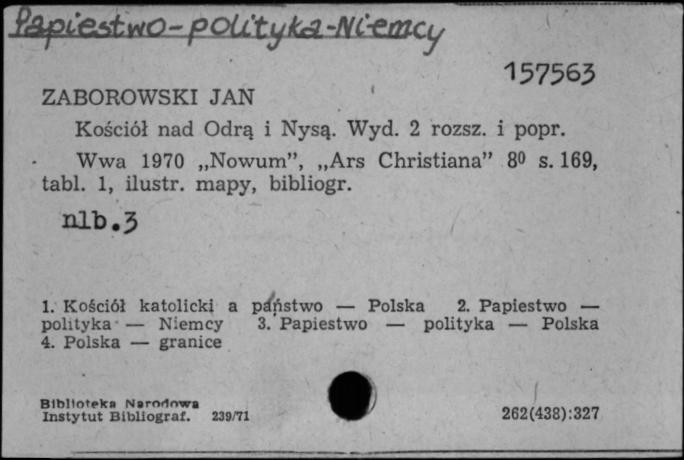 Papiestwo-polityka-Niemcy
157563
ZABOROWSKI JAN
Kościół nad Odrą i Nysą. Wyd. 2 rozsz. i popr.
Wwa 1970 „Nowum”, „Ars Christiana” 8⁰ s. 169,
tabl. 1, ilustr. mapy, bibliogr.
nlb.3
1. Kościół katolicki a państwo — Polska 2. Papiestwo —
polityka — Niemcy 3. Papiestwo — polityka — Polska
4. Polska — granice
Biblioteka Narodowa
Instytut Bibliograf. 239/71
262(438):327